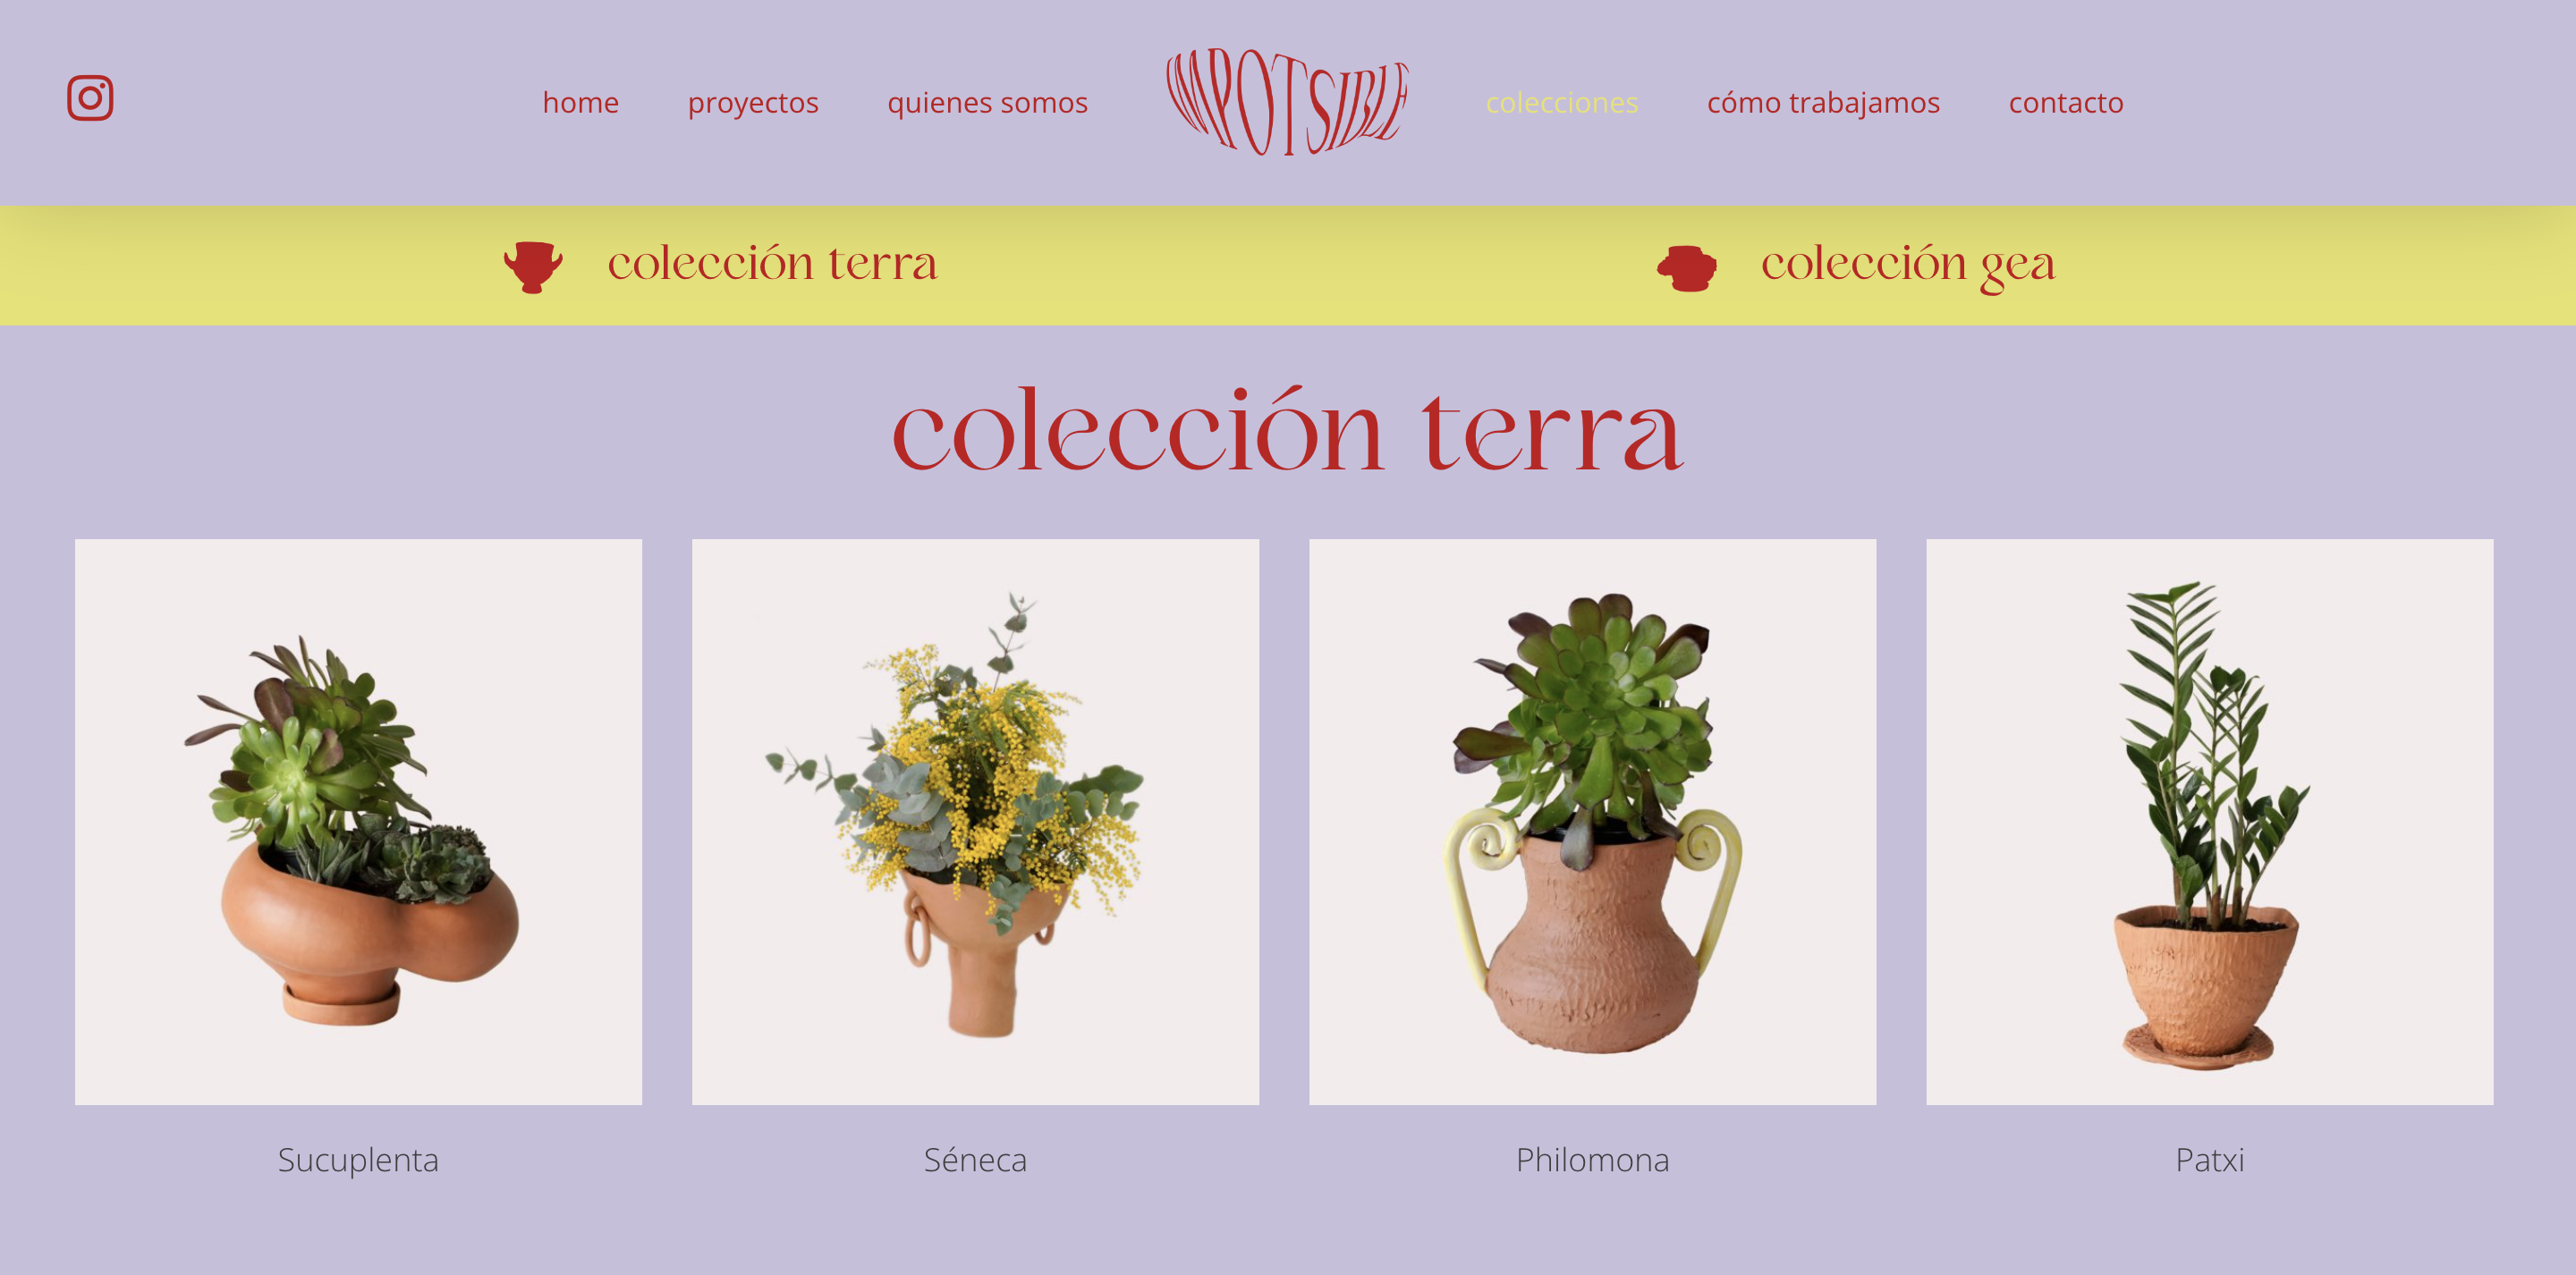 home
proyectos
quienes somos
IMPOTSIBLE
colecciones
cómo trabajamos
contacto
colección terra
colección gea
colección terra
Sucuplenta
Séneca
Philomona
Patxi